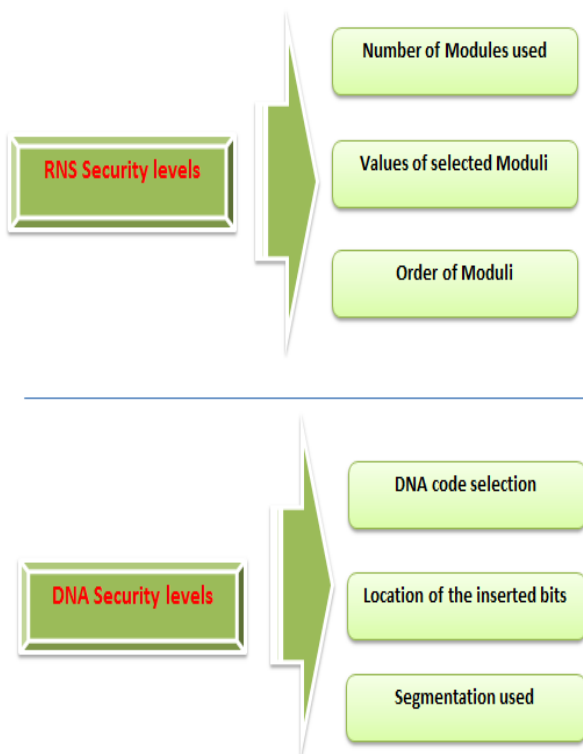 Number of Modules used
RNS Security levels
Values of selected Moduli
Order of Moduli
DNA code selection
DNA Security levels
Location of the inserted bits
Segmentation used